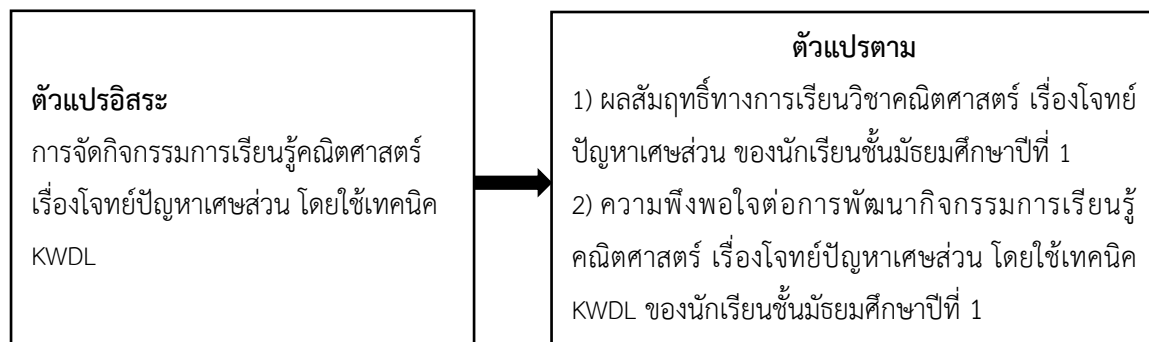 ตัวแปรอิสระ
การจัดกิจกรรมการเรียนรู้คณิตศาสตร์
เรื่องโจทย์ปัญหาเศษส่วน โดยใช้เทคนิค
KWDL
ตัวแปรตาม
1) ผลสัมฤทธิ์ทางการเรียนวิชาคณิตศาสตร์ เรื่องโจทย์
ปัญหาเศษส่วน ของนักเรียนชั้นมัธยมศึกษาปีที่ 1
2) ความพึงพอใจต่อการพัฒนากิจกรรมการเรียนรู้
คณิตศาสตร์ เรื่องโจทย์ปัญหาเศษส่วน โดยใช้เทคนิค
KWDL ของนักเรียนชั้นมัธยมศึกษาปีที่ 1